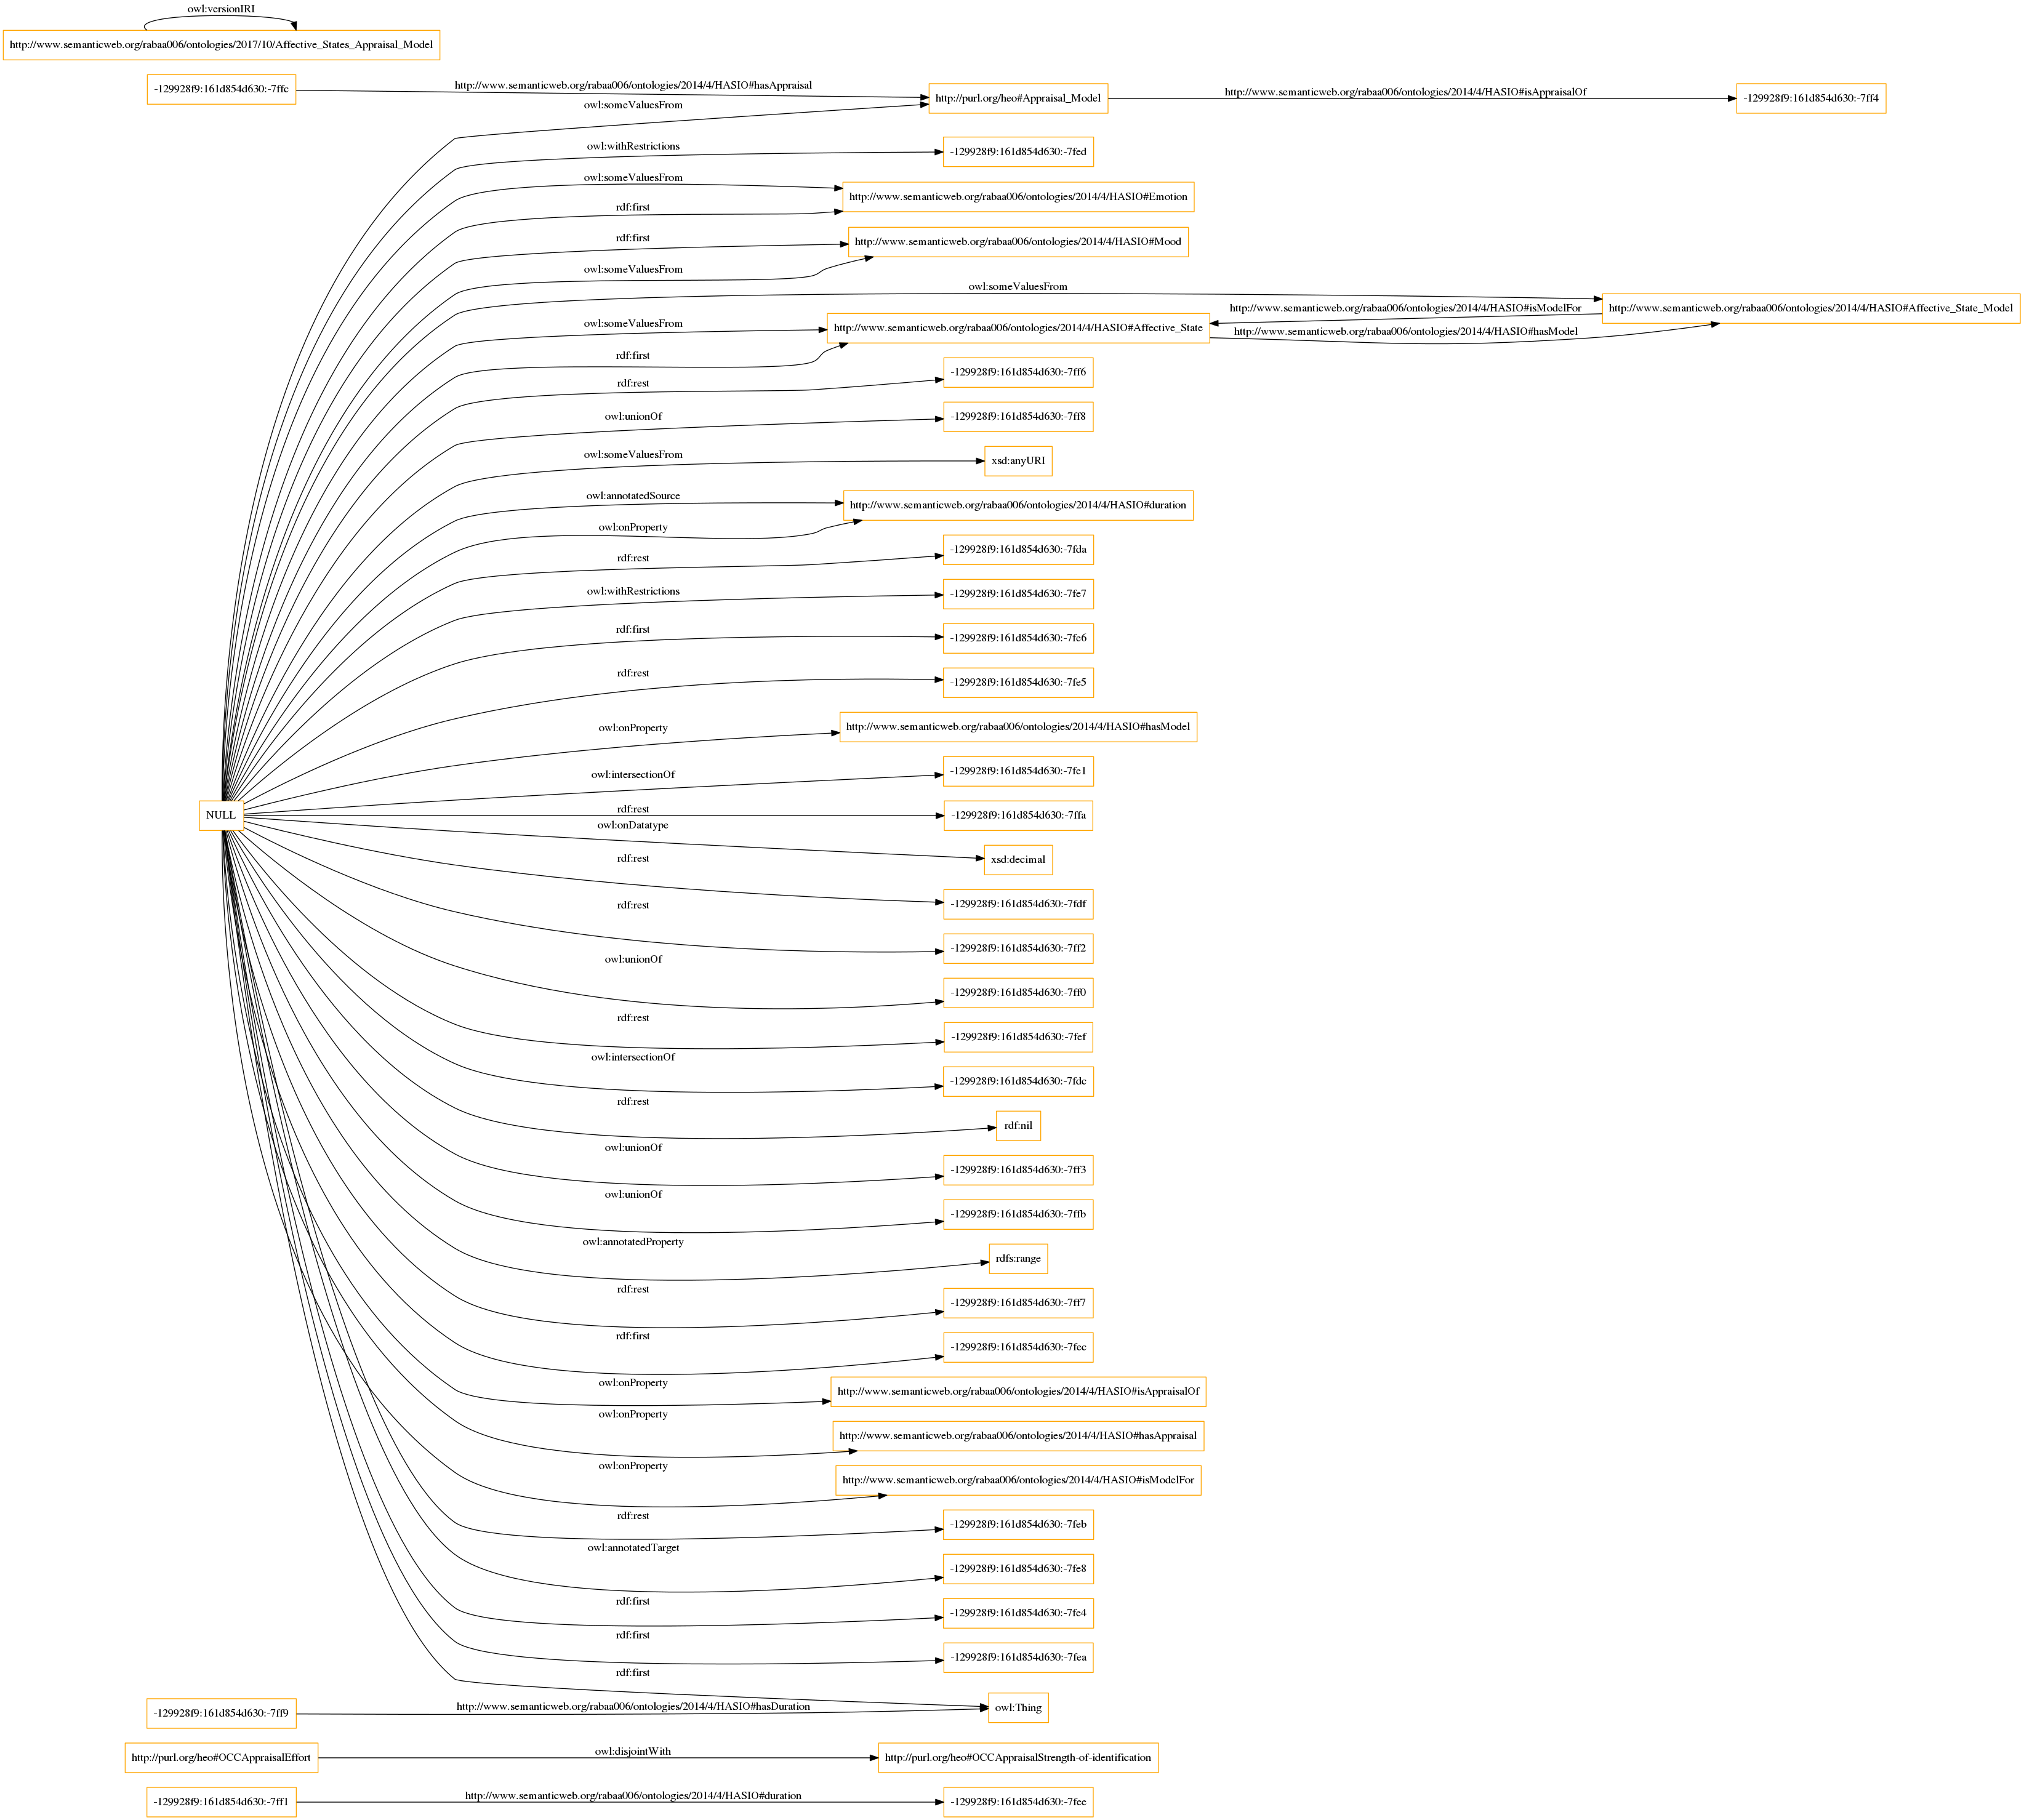 owl:versionIRI
http://www.semanticweb.org/rabaa006/ontologies/2017/10/Affective_States_Appraisal_Model
-129928f9:161d854d630:-7ffc
http://www.semanticweb.org/rabaa006/ontologies/2014/4/HASIO#hasAppraisal
http://purl.org/heo#Appraisal_Model
http://www.semanticweb.org/rabaa006/ontologies/2014/4/HASIO#isAppraisalOf
-129928f9:161d854d630:-7ff4
owl:someValuesFrom
owl:withRestrictions
-129928f9:161d854d630:-7fed
owl:someValuesFrom
http://www.semanticweb.org/rabaa006/ontologies/2014/4/HASIO#Emotion
rdf:first
rdf:first
http://www.semanticweb.org/rabaa006/ontologies/2014/4/HASIO#Mood
owl:someValuesFrom
owl:someValuesFrom
http://www.semanticweb.org/rabaa006/ontologies/2014/4/HASIO#isModelFor
http://www.semanticweb.org/rabaa006/ontologies/2014/4/HASIO#Affective_State_Model
owl:someValuesFrom
http://www.semanticweb.org/rabaa006/ontologies/2014/4/HASIO#Affective_State
http://www.semanticweb.org/rabaa006/ontologies/2014/4/HASIO#hasModel
rdf:first
rdf:rest
-129928f9:161d854d630:-7ff6
owl:unionOf
-129928f9:161d854d630:-7ff8
owl:someValuesFrom
xsd:anyURI
owl:annotatedSource
http://www.semanticweb.org/rabaa006/ontologies/2014/4/HASIO#duration
owl:onProperty
rdf:rest
-129928f9:161d854d630:-7fda
owl:withRestrictions
-129928f9:161d854d630:-7fe7
rdf:first
-129928f9:161d854d630:-7fe6
rdf:rest
-129928f9:161d854d630:-7fe5
owl:onProperty
http://www.semanticweb.org/rabaa006/ontologies/2014/4/HASIO#hasModel
owl:intersectionOf
-129928f9:161d854d630:-7fe1
NULL
rdf:rest
-129928f9:161d854d630:-7ffa
owl:onDatatype
xsd:decimal
rdf:rest
-129928f9:161d854d630:-7fdf
rdf:rest
-129928f9:161d854d630:-7ff2
owl:unionOf
-129928f9:161d854d630:-7ff0
rdf:rest
-129928f9:161d854d630:-7fef
owl:intersectionOf
-129928f9:161d854d630:-7fdc
rdf:rest
rdf:nil
owl:unionOf
-129928f9:161d854d630:-7ff3
owl:unionOf
-129928f9:161d854d630:-7ffb
owl:annotatedProperty
rdfs:range
rdf:rest
-129928f9:161d854d630:-7ff7
rdf:first
-129928f9:161d854d630:-7fec
owl:onProperty
http://www.semanticweb.org/rabaa006/ontologies/2014/4/HASIO#isAppraisalOf
owl:onProperty
http://www.semanticweb.org/rabaa006/ontologies/2014/4/HASIO#hasAppraisal
owl:onProperty
http://www.semanticweb.org/rabaa006/ontologies/2014/4/HASIO#isModelFor
rdf:rest
-129928f9:161d854d630:-7feb
owl:annotatedTarget
-129928f9:161d854d630:-7fe8
rdf:first
-129928f9:161d854d630:-7fe4
rdf:first
-129928f9:161d854d630:-7fea
rdf:first
owl:Thing
-129928f9:161d854d630:-7ff9
http://www.semanticweb.org/rabaa006/ontologies/2014/4/HASIO#hasDuration
http://purl.org/heo#OCCAppraisalEffort
owl:disjointWith
http://purl.org/heo#OCCAppraisalStrength-of-identification
-129928f9:161d854d630:-7ff1
http://www.semanticweb.org/rabaa006/ontologies/2014/4/HASIO#duration
-129928f9:161d854d630:-7fee